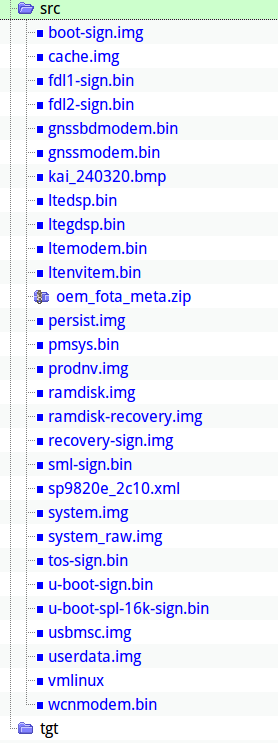 src
boot-sign.img
cache.img
fdl1-sign.bin
fdl2-sign.bin
gnssbdmodem.bin
gnssmodem.bin
kai_240320.bmp
ltedsp.bin
ltegdsp.bin
ltemodem.bin
ltenvitem.bin
oem_fota_meta.zip
persist.img
pmsys.bin
prodnv.img
ramdisk.img
ramdisk-recovery.img
recovery-sign.img
sml-sign.bin
sp9820e_2c10.xml
system.img
system_raw.img
tos-sign.bin
u-boot-sign.bin
u-boot-spl-16k-sign.bin
usbmsc.img
userdata.img
vmlinux
wcnmodem.bin
tgt